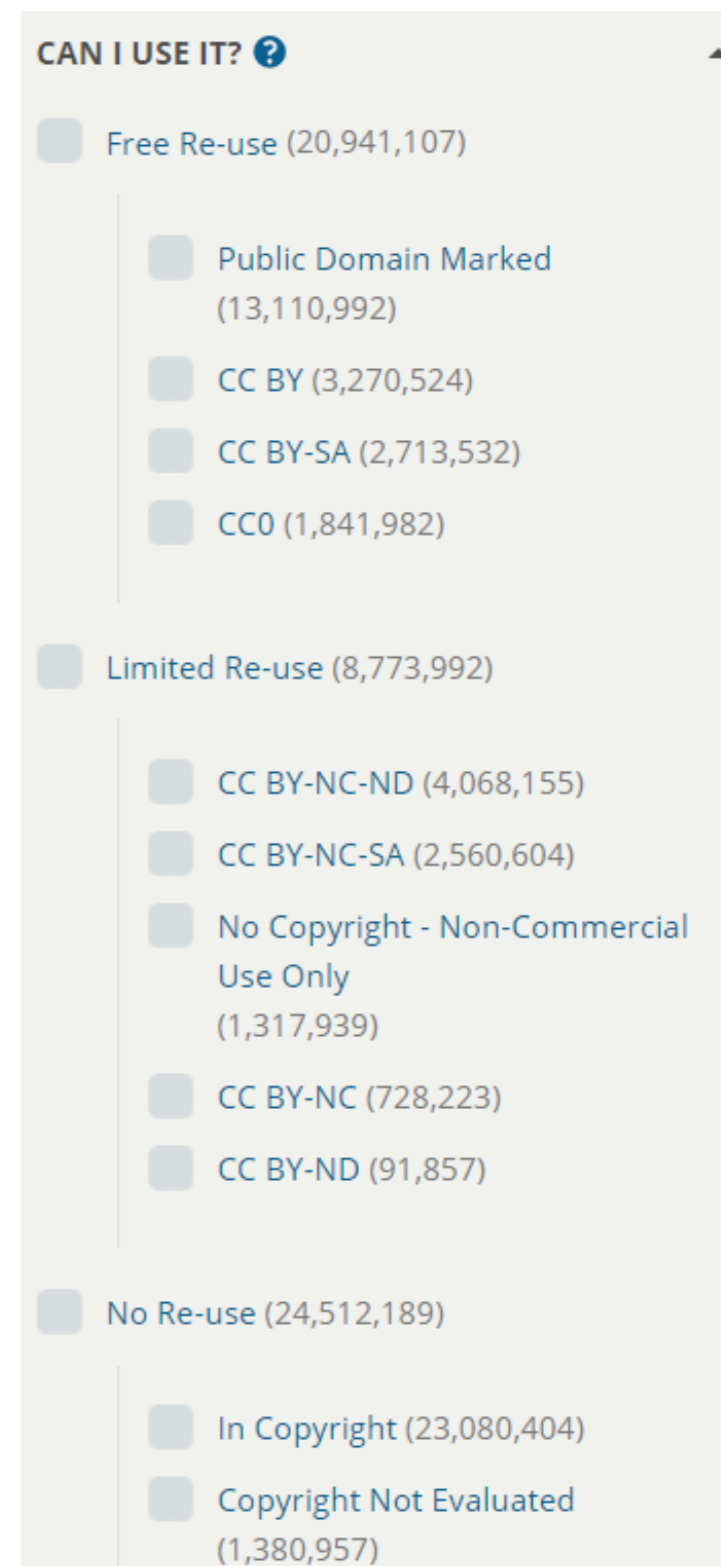 CAN I USE IT? ?
Free Re-use (20,941,107)
Public Domain Marked
(13,110,992)
CC BY (3,270,524)
CC BY-SA (2,713,532)
CC0 (1,841,982)
Limited Re-use (8,773,992)
CC BY-NC-ND (4,068,155)
CC BY-NC-SA (2,560,604)
No Copyright - Non-Commercial
Use Only
(1,317,939)
CC BY-NC (728,223)
CC BY-ND (91,857)
No Re-use (24,512,189)
In Copyright (23,080,404)
Copyright Not Evaluated
(1,380,957)